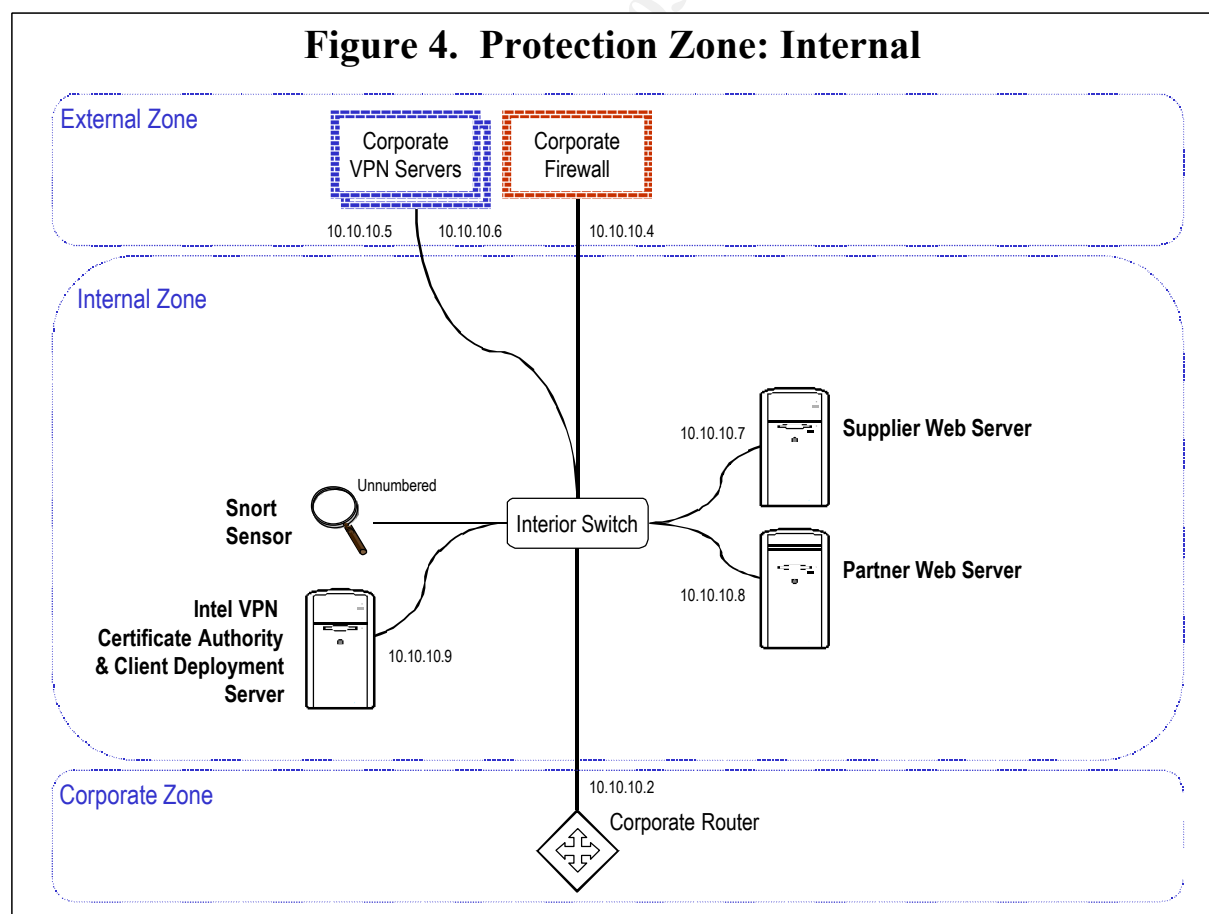 Figure 4. Protection Zone: Internal
External Zone
Corporate
VPN Servers
Corporate
Firewall
10.10.10.5
10.10.10.6
10.10.10.4
Internal Zone
10.10.10.7
Supplier Web Server
Unnumbered
Snort
Sensor
Interior Switch
Partner Web Server
10.10.10.8
Intel VPN
Certificate Authority
& Client Deployment
Server
10.10.10.9
10.10.10.2
Corporate Zone
Corporate Router